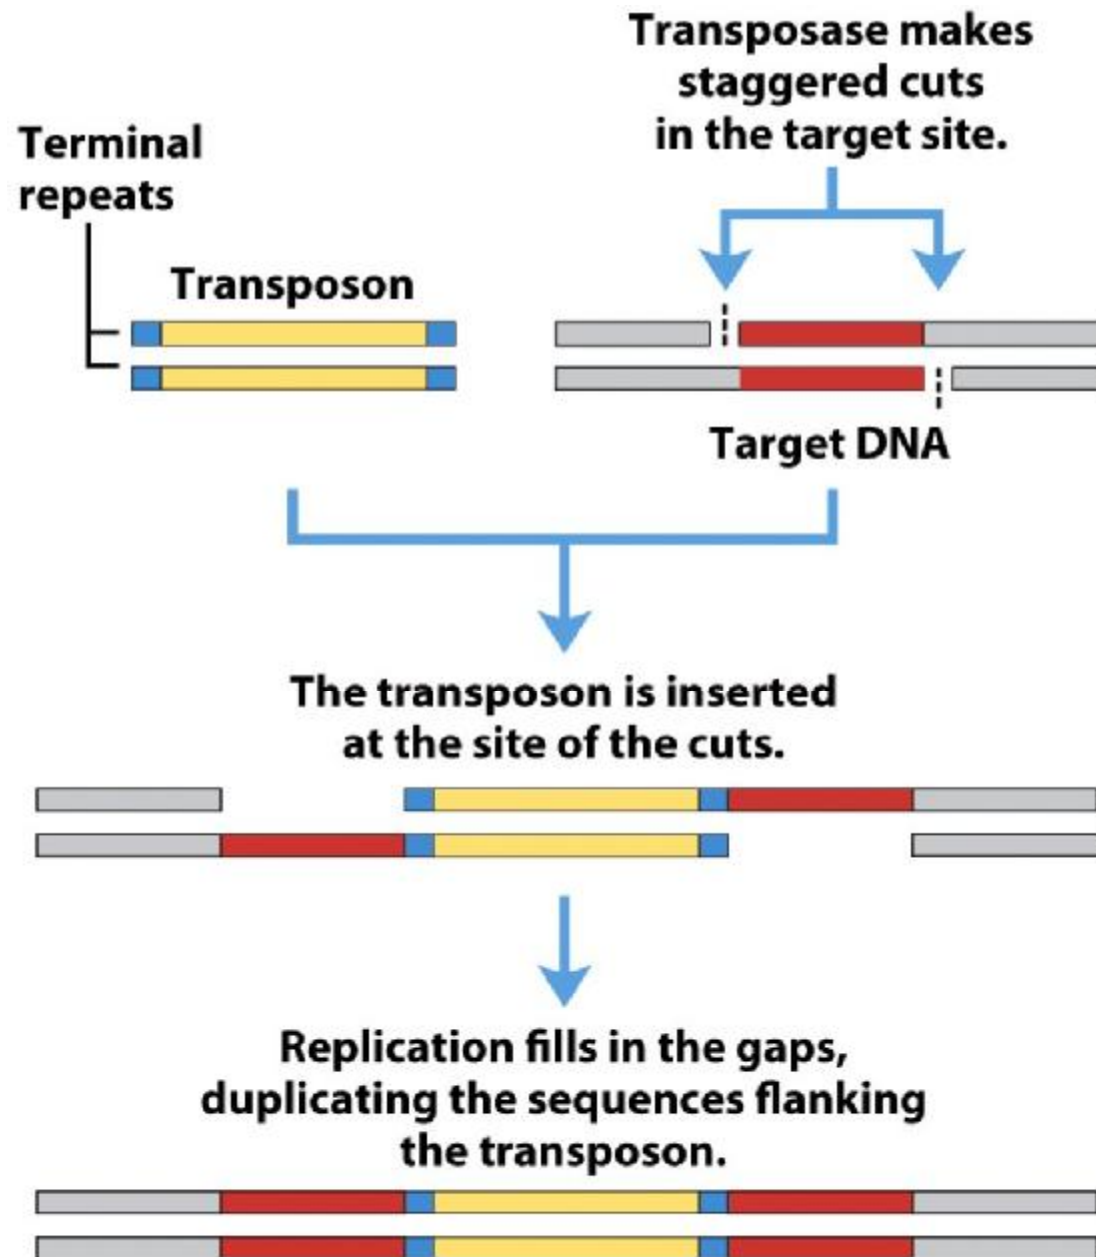 Transposase makes
staggered cuts
in the target site.
Terminal
repeats
Transposon
Target DNA
The transposon is inserted
at the site of the cuts.
Replication fills in the gaps,
duplicating the sequences flanking
the transposon.